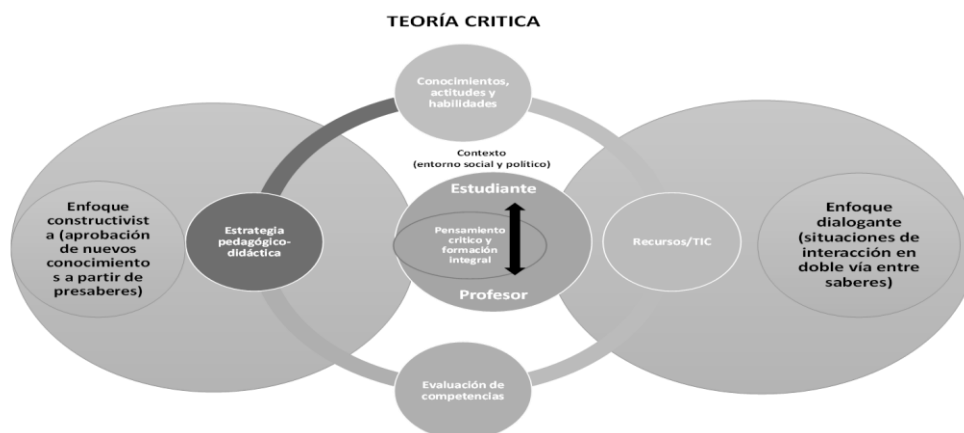 TEORÍA CRITICA
Conocimientos,
actitudes y
habilidades
Contexto
(entorno social y político)
Estudiante
Pensamiento
crítico y
formación
integral
Profesor
Enfoque
constructivist
a (aprobación
de nuevos
conocimiento
s a partir de
presaberes)
Estrategia
pedagógico-
didáctica
Recursos/TIC
Enfoque
dialogante
(situaciones de
interacción en
doble vía entre
saberes)
Evaluación de
competencias